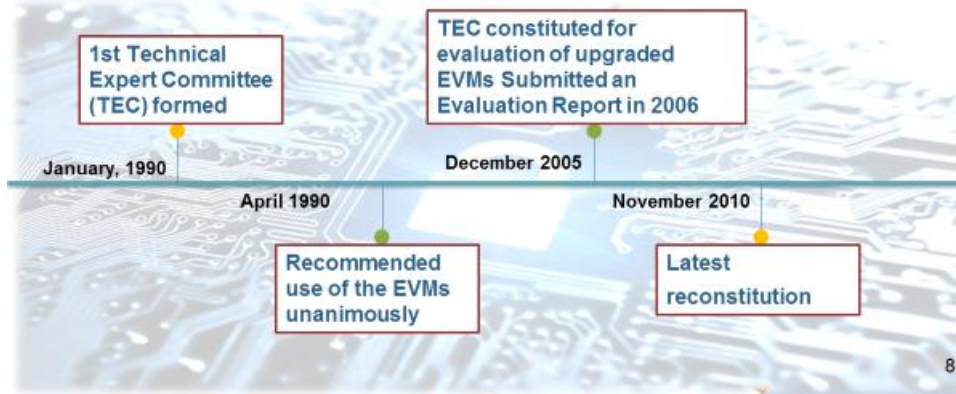 1st Technical
Expert Committee
(TEC) formed
TEC constituted for
evaluation of upgraded
EVMs Submitted an
Evaluation Report in 2006
January, 1990
December 2005
April 1990
November 2010
Recommended
use of the EVMs
unanimously
Latest
reconstitution
8